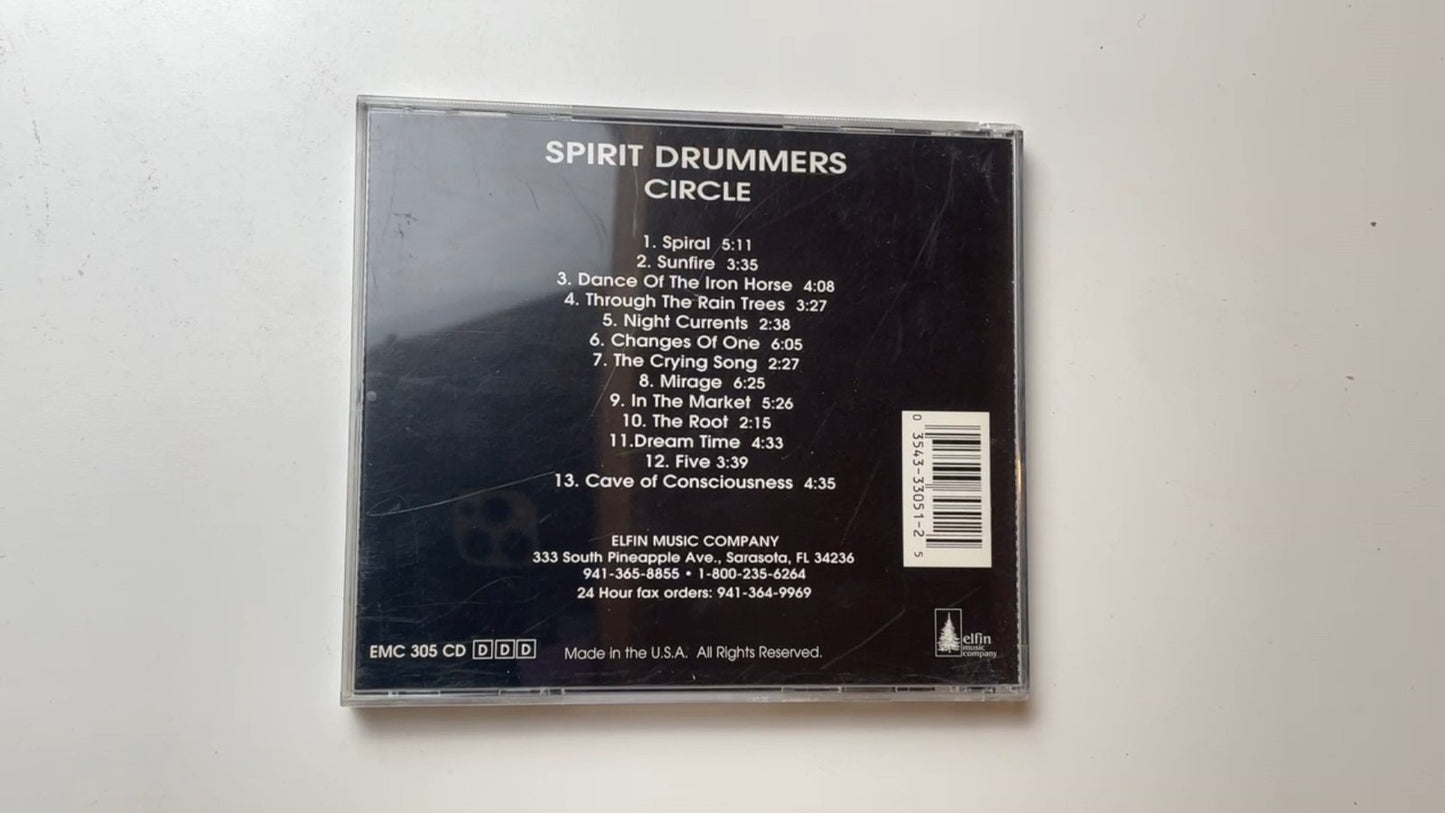 SPIRIT DRUMMERS
CIRCLE
1. Spiral 5:11
2. Sunfire 3:35
3. Dance Of The Iron Horse 4:08
4. Through The Rain Trees 3:27
5. Night Currents 2:38
6. Changes Of One 6:05
7. The Crying Song 2:27
8. Mirage 6:25
9. In The Market 5:26
10. The Root 2:15
11.Dream Time 4:33
12. Five 3:39
13. Cave of Consciousness 4:35
0 3543-33051-2 5
ELFIN MUSIC COMPANY
333 South Pineapple Ave., Sarasota, FL 34236
941-365-8855 • 1-800-235-6264
24 Hour fax orders: 941-364-9969
EMC 305 CD D D D
Made in the U.S.A. All Rights Reserved.
elfin
music
company